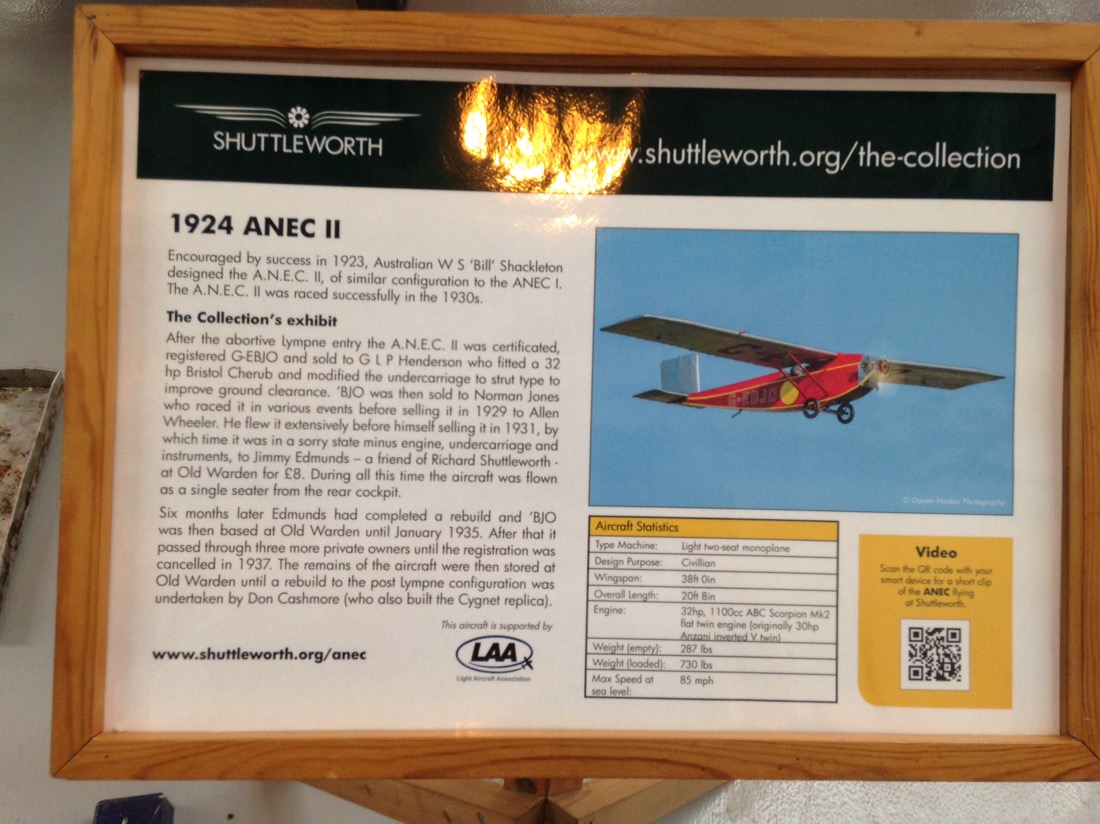 SHUTTLEWORTH
www.shuttleworth.org/the-collection
1924 ANEC II
Encouraged by success in 1923, Australian W S 'Bill' Shackleton
designed the A.N.E.C. II, of similar configuration to the ANEC I.
The A.N.E.C. II was raced successfully in the 1930s.
The Collection's exhibit
After the abortive Lympne entry the A.N.E.C. II was certificated,
registered G-EBJO and sold to G L P Henderson who fitted a 32
hp Bristol Cherub and modified the undercarriage to strut type to
improve ground clearance. 'BJO was then sold to Norman Jones
who raced it in various events before selling it in 1929 to Allen
Wheeler. He flew it extensively before himself selling it in 1931, by
which time it was in a sorry state minus engine, undercarriage and
instruments, to Jimmy Edmunds – a friend of Richard Shuttleworth -
at Old Warden for £8. During all this time the aircraft was flown
as a single seater from the rear cockpit.
Six months later Edmunds had completed a rebuild and 'BJO
was then based at Old Warden until January 1935. After that it
passed through three more private owners until the registration was
cancelled in 1937. The remains of the aircraft were then stored at
Old Warden until a rebuild to the post Lympne configuration was
undertaken by Don Cashmore (who also built the Cygnet replica).
This aircraft is supported by
www.shuttleworth.org/anec
LAA
Light Aircraft Association
G-EBJO
© Darren Harbar Photography
Aircraft Statistics
Type Machine: Light two-seat monoplane
Design Purpose: Civillian
Wingspan: 38ft 0in
Overall Length: 20ft 8in
Engine: 32hp, 1100cc ABC Scorpion Mk2
flat twin engine (originally 30hp
Anzani inverted V twin)
Weight (empty): 287 lbs
Weight (loaded): 730 lbs
Max Speed at 85 mph
sea level:
Video
Scan the QR code with your
smart device for a short clip
of the ANEC flying
at Shuttleworth.